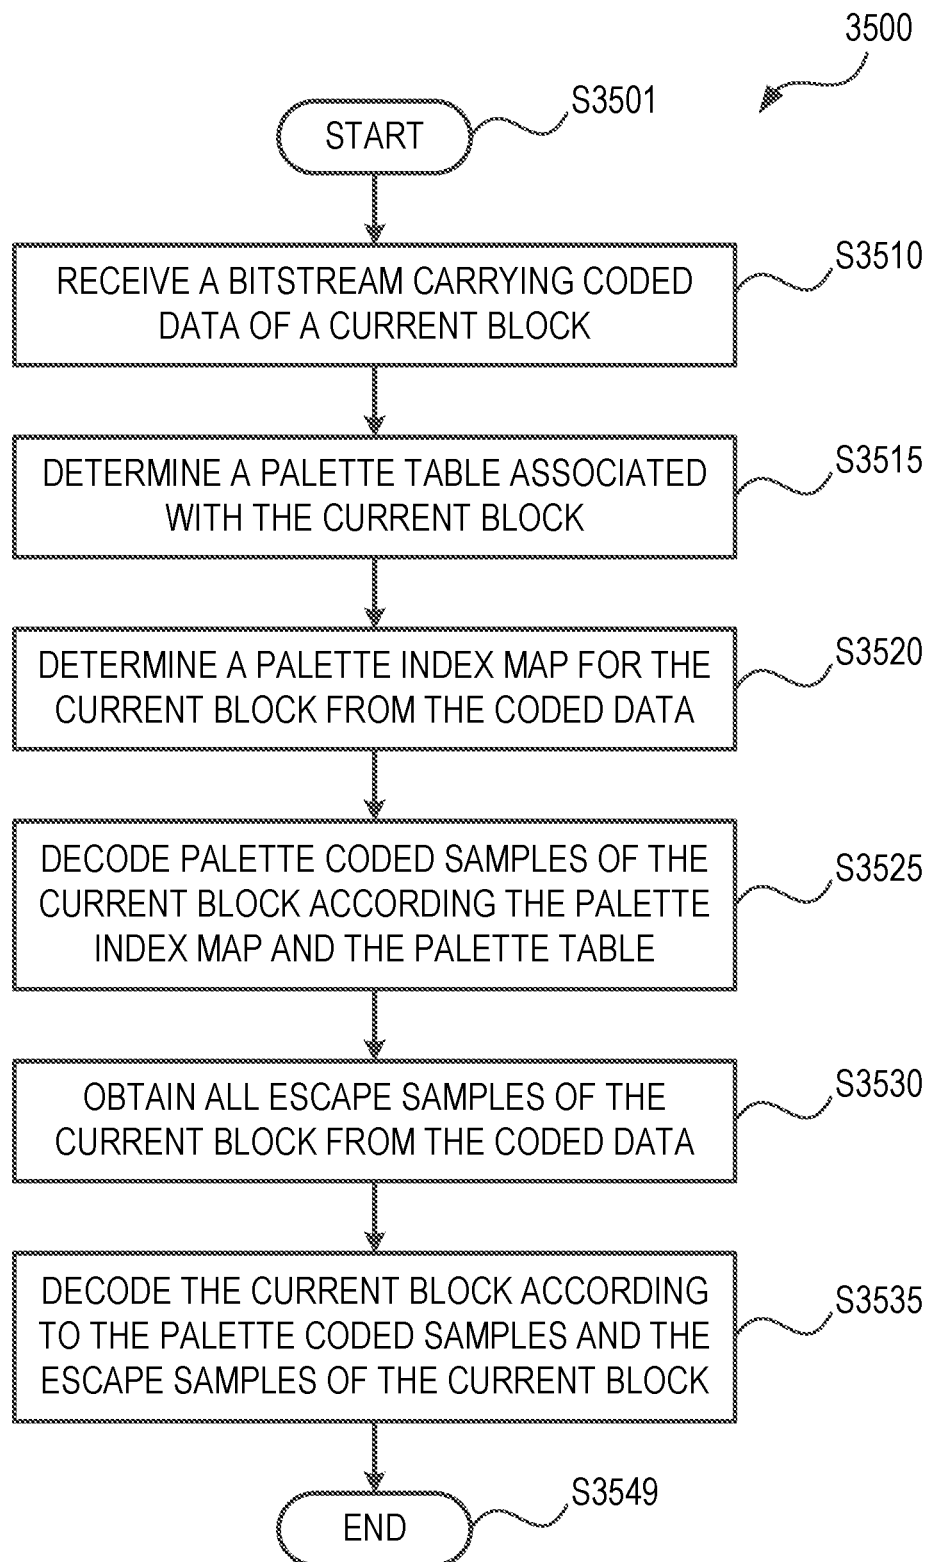 3500
START
S3501
RECEIVE A BITSTREAM CARRYING CODED
DATA OF A CURRENT BLOCK
S3510
DETERMINE A PALETTE TABLE ASSOCIATED
WITH THE CURRENT BLOCK
S3515
DETERMINE A PALETTE INDEX MAP FOR THE
CURRENT BLOCK FROM THE CODED DATA
S3520
DECODE PALETTE CODED SAMPLES OF THE
CURRENT BLOCK ACCORDING THE PALETTE
INDEX MAP AND THE PALETTE TABLE
S3525
OBTAIN ALL ESCAPE SAMPLES OF THE
CURRENT BLOCK FROM THE CODED DATA
S3530
DECODE THE CURRENT BLOCK ACCORDING
TO THE PALETTE CODED SAMPLES AND THE
ESCAPE SAMPLES OF THE CURRENT BLOCK
S3535
END
S3549